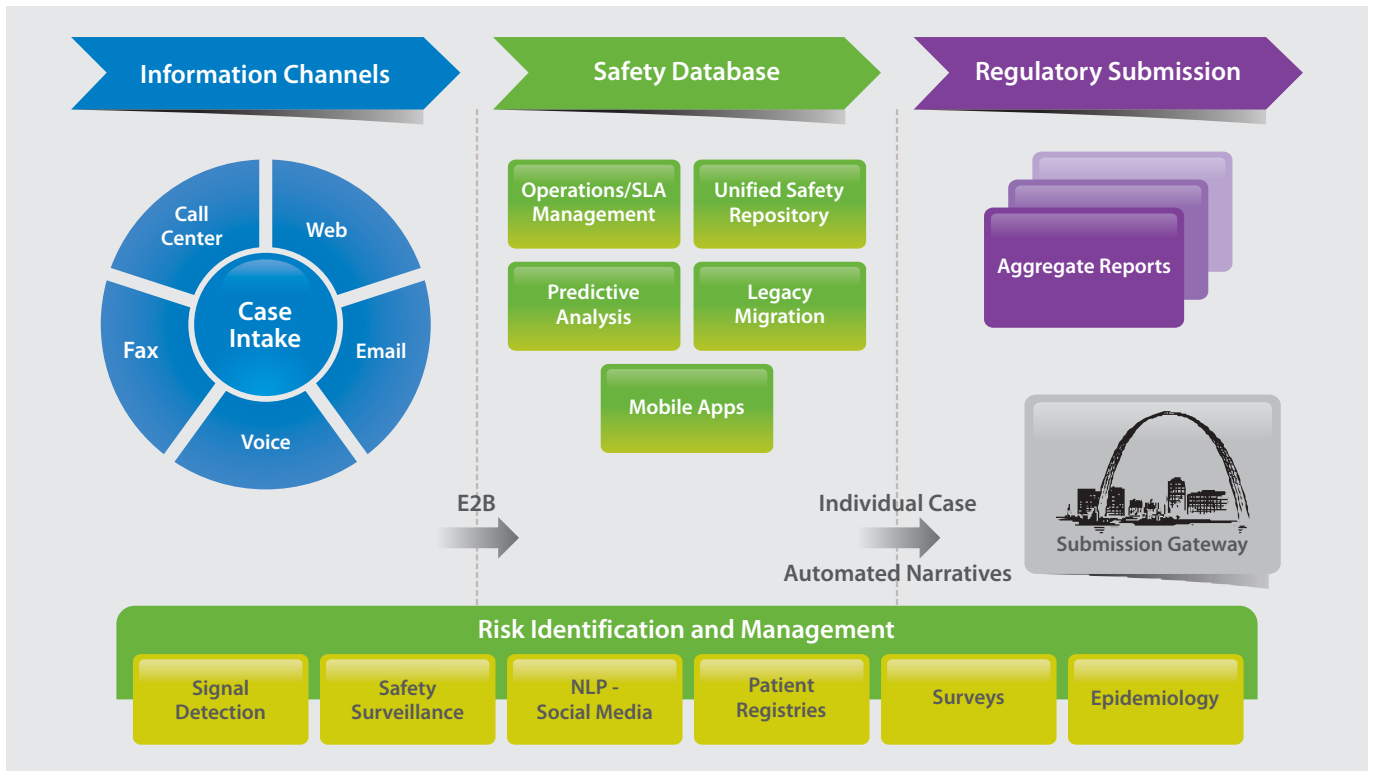 Information Channels
Safety Database
Regulatory Submission
Call
Center
Web
Case
Intake
Fax
Email
Voice
Operations/SLA
Management
Unified Safety
Repository
Predictive
Analysis
Legacy
Migration
Mobile Apps
Aggregate Reports
E2B
Individual Case
Automated Narratives
Submission Gateway
Risk Identification and Management
Signal
Detection
Safety
Surveillance
NLP -
Social Media
Patient
Registries
Surveys
Epidemiology